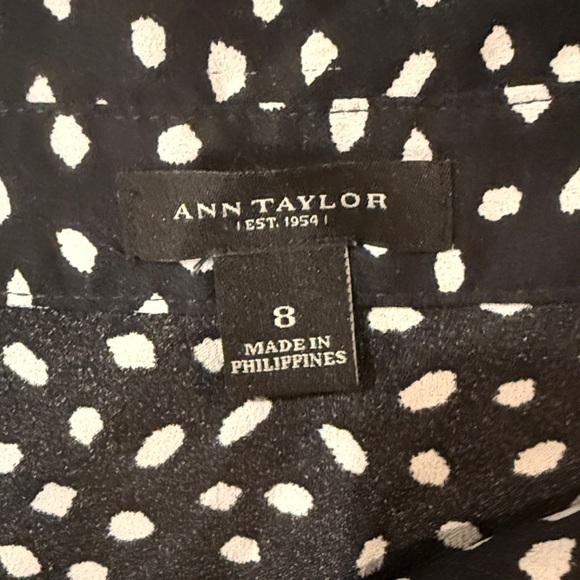 ANN TAYLOR
| EST. 1954 |
8
MADE IN
PHILIPPINES